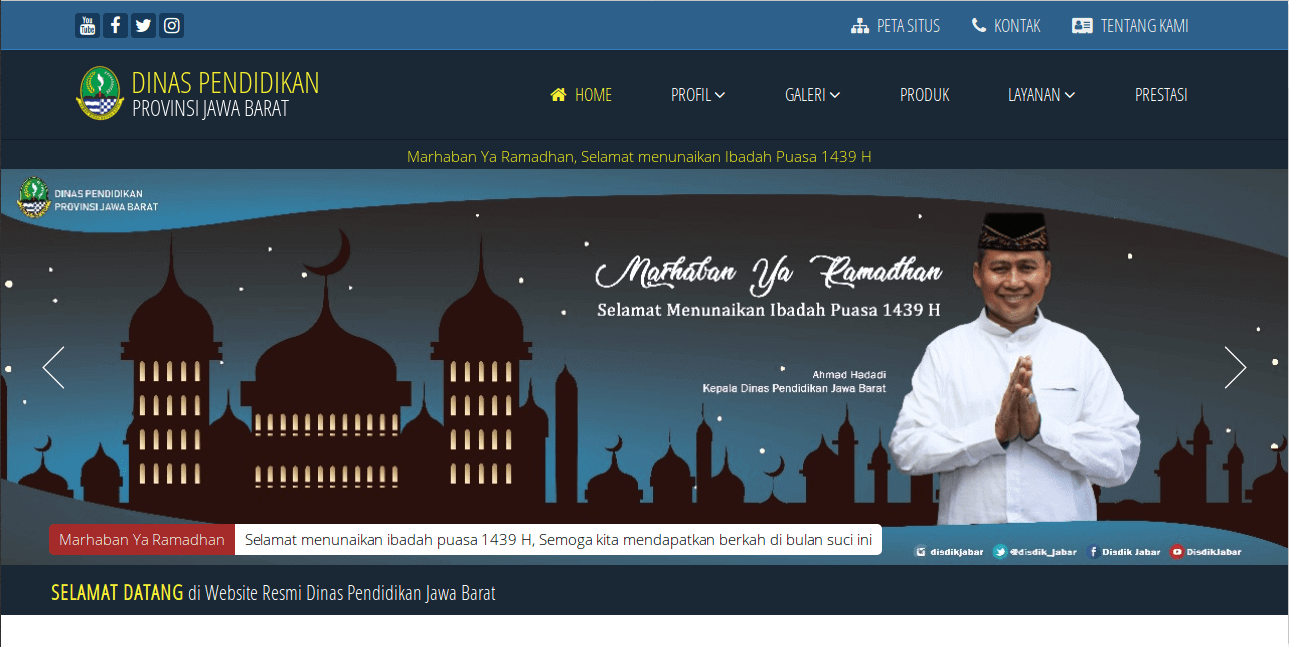 You Tube
PETA SITUS KONTAK TENTANG KAMI
DINAS PENDIDIKAN
PROVINSI JAWA BARAT
HOME PROFIL GALERI PRODUK LAYANAN PRESTASI
Marhaban Ya Ramadhan, Selamat menunaikan Ibadah Puasa 1439 H
DINAS PENDIDIKAN
PROVINSI JAWA BARAT
Marhaban Ya Ramadhan
Selamat Menunaikan Ibadah Puasa 1439 H
Ahmad Hadadi
Kepala Dinas Pendidikan Jawa Barat
Marhaban Ya Ramadhan Selamat menunaikan ibadah puasa 1439 H, Semoga kita mendapatkan berkah di bulan suci ini
disdikjabar @disdik_jabar Disdik Jabar DisdikJabar
SELAMAT DATANG di Website Resmi Dinas Pendidikan Jawa Barat